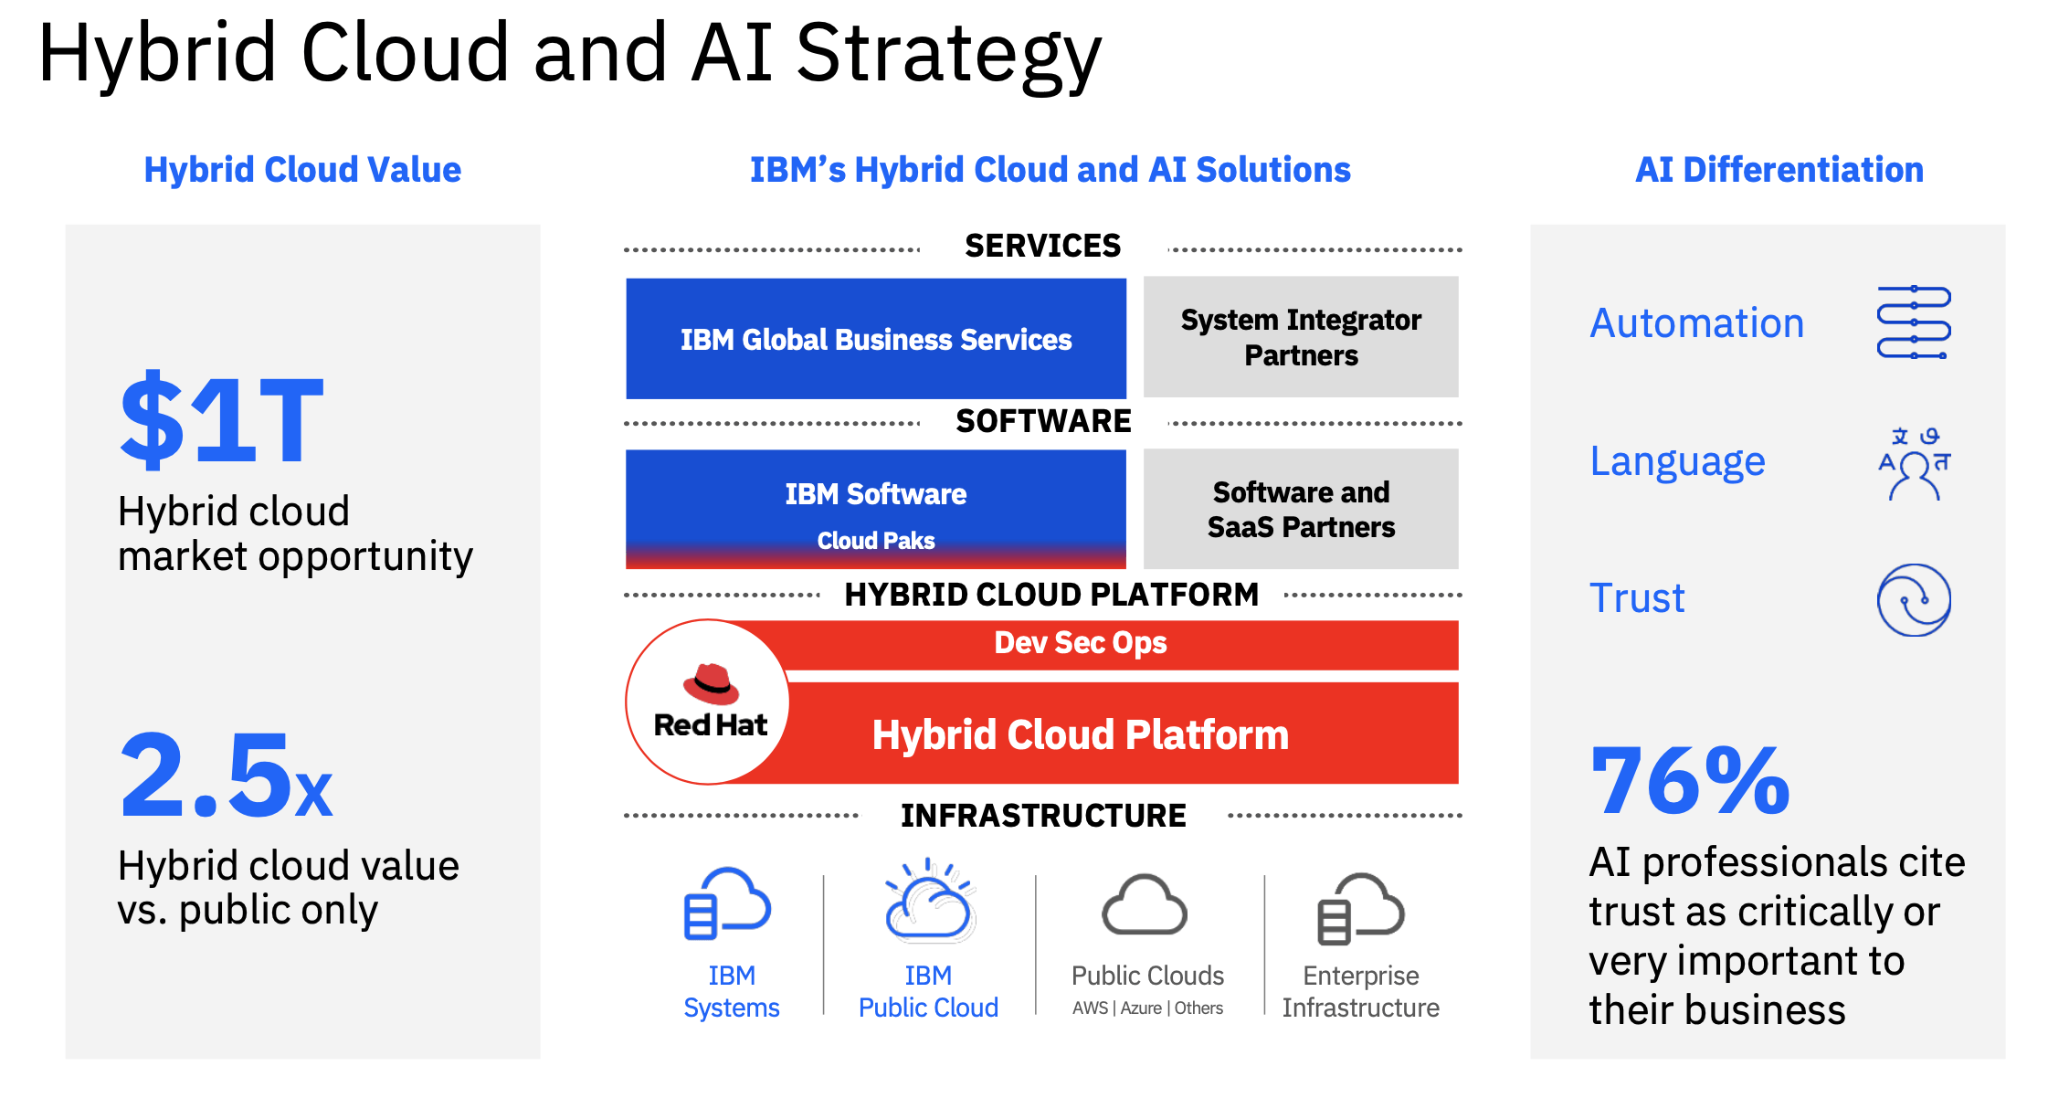 Hybrid Cloud and AI Strategy
Hybrid Cloud Value
$1T
Hybrid cloud
market opportunity
2.5x
Hybrid cloud value
vs. public only
IBM’s Hybrid Cloud and AI Solutions
SERVICES
IBM Global Business Services
System Integrator
Partners
SOFTWARE
IBM Software
Cloud Paks
Software and
SaaS Partners
HYBRID CLOUD PLATFORM
Red Hat
Dev Sec Ops
Hybrid Cloud Platform
INFRASTRUCTURE
IBM
Systems
IBM
Public Cloud
Public Clouds
AWS | Azure | Others
Enterprise
Infrastructure
AI Differentiation
Automation
Language
文
A
त
Trust
76%
AI professionals cite
trust as critically or
very important to
their business